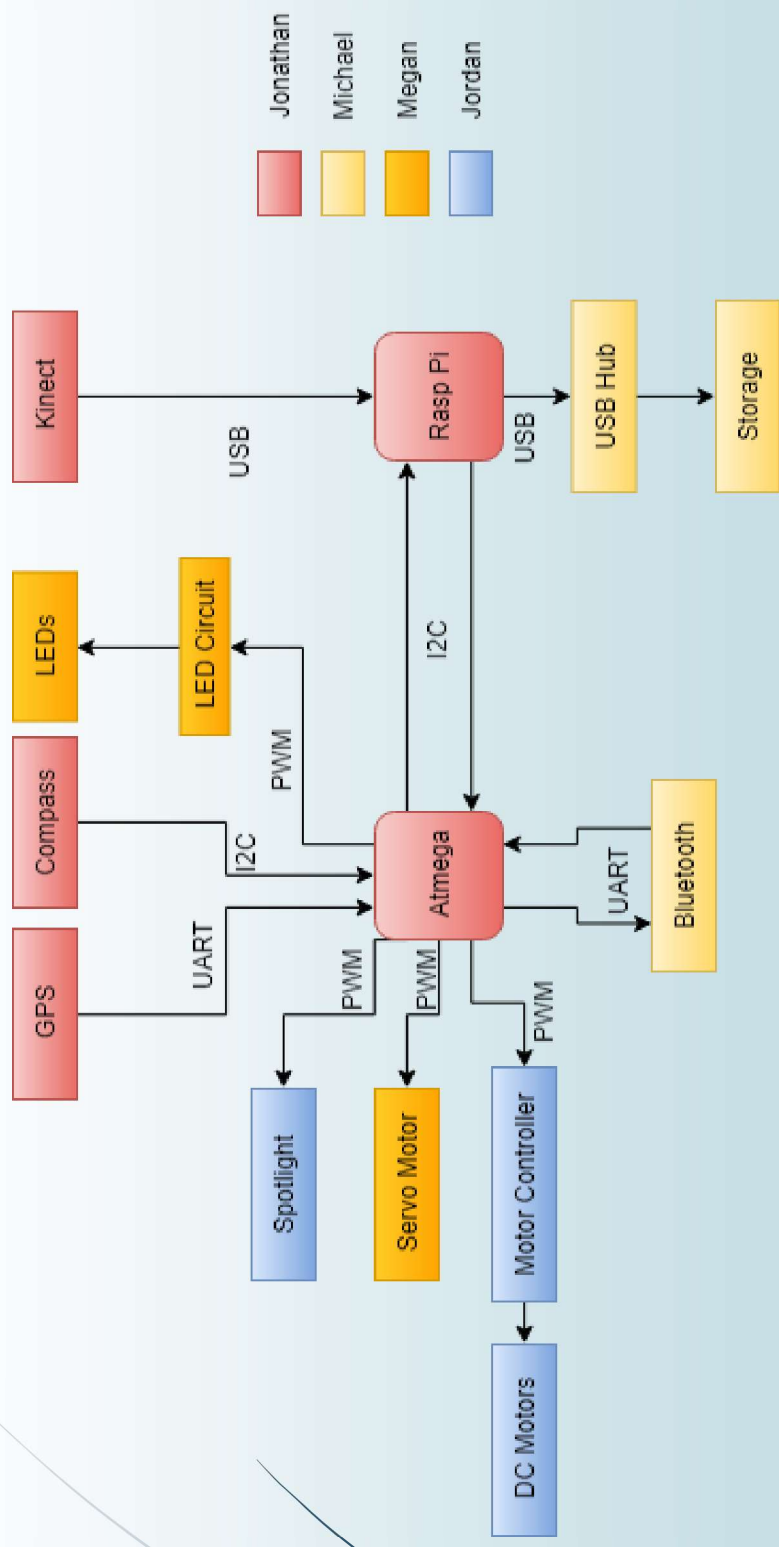 GPS
Compass
LEDs
Kinect
LED Circuit
UART
I2C
PWM
USB
Spotlight
PWM
Servo Motor
PWM
Atmega
I2C
Rasp Pi
Motor Controller
PWM
DC Motors
UART
USB
Bluetooth
USB Hub
Storage
Jonathan
Michael
Megan
Jordan